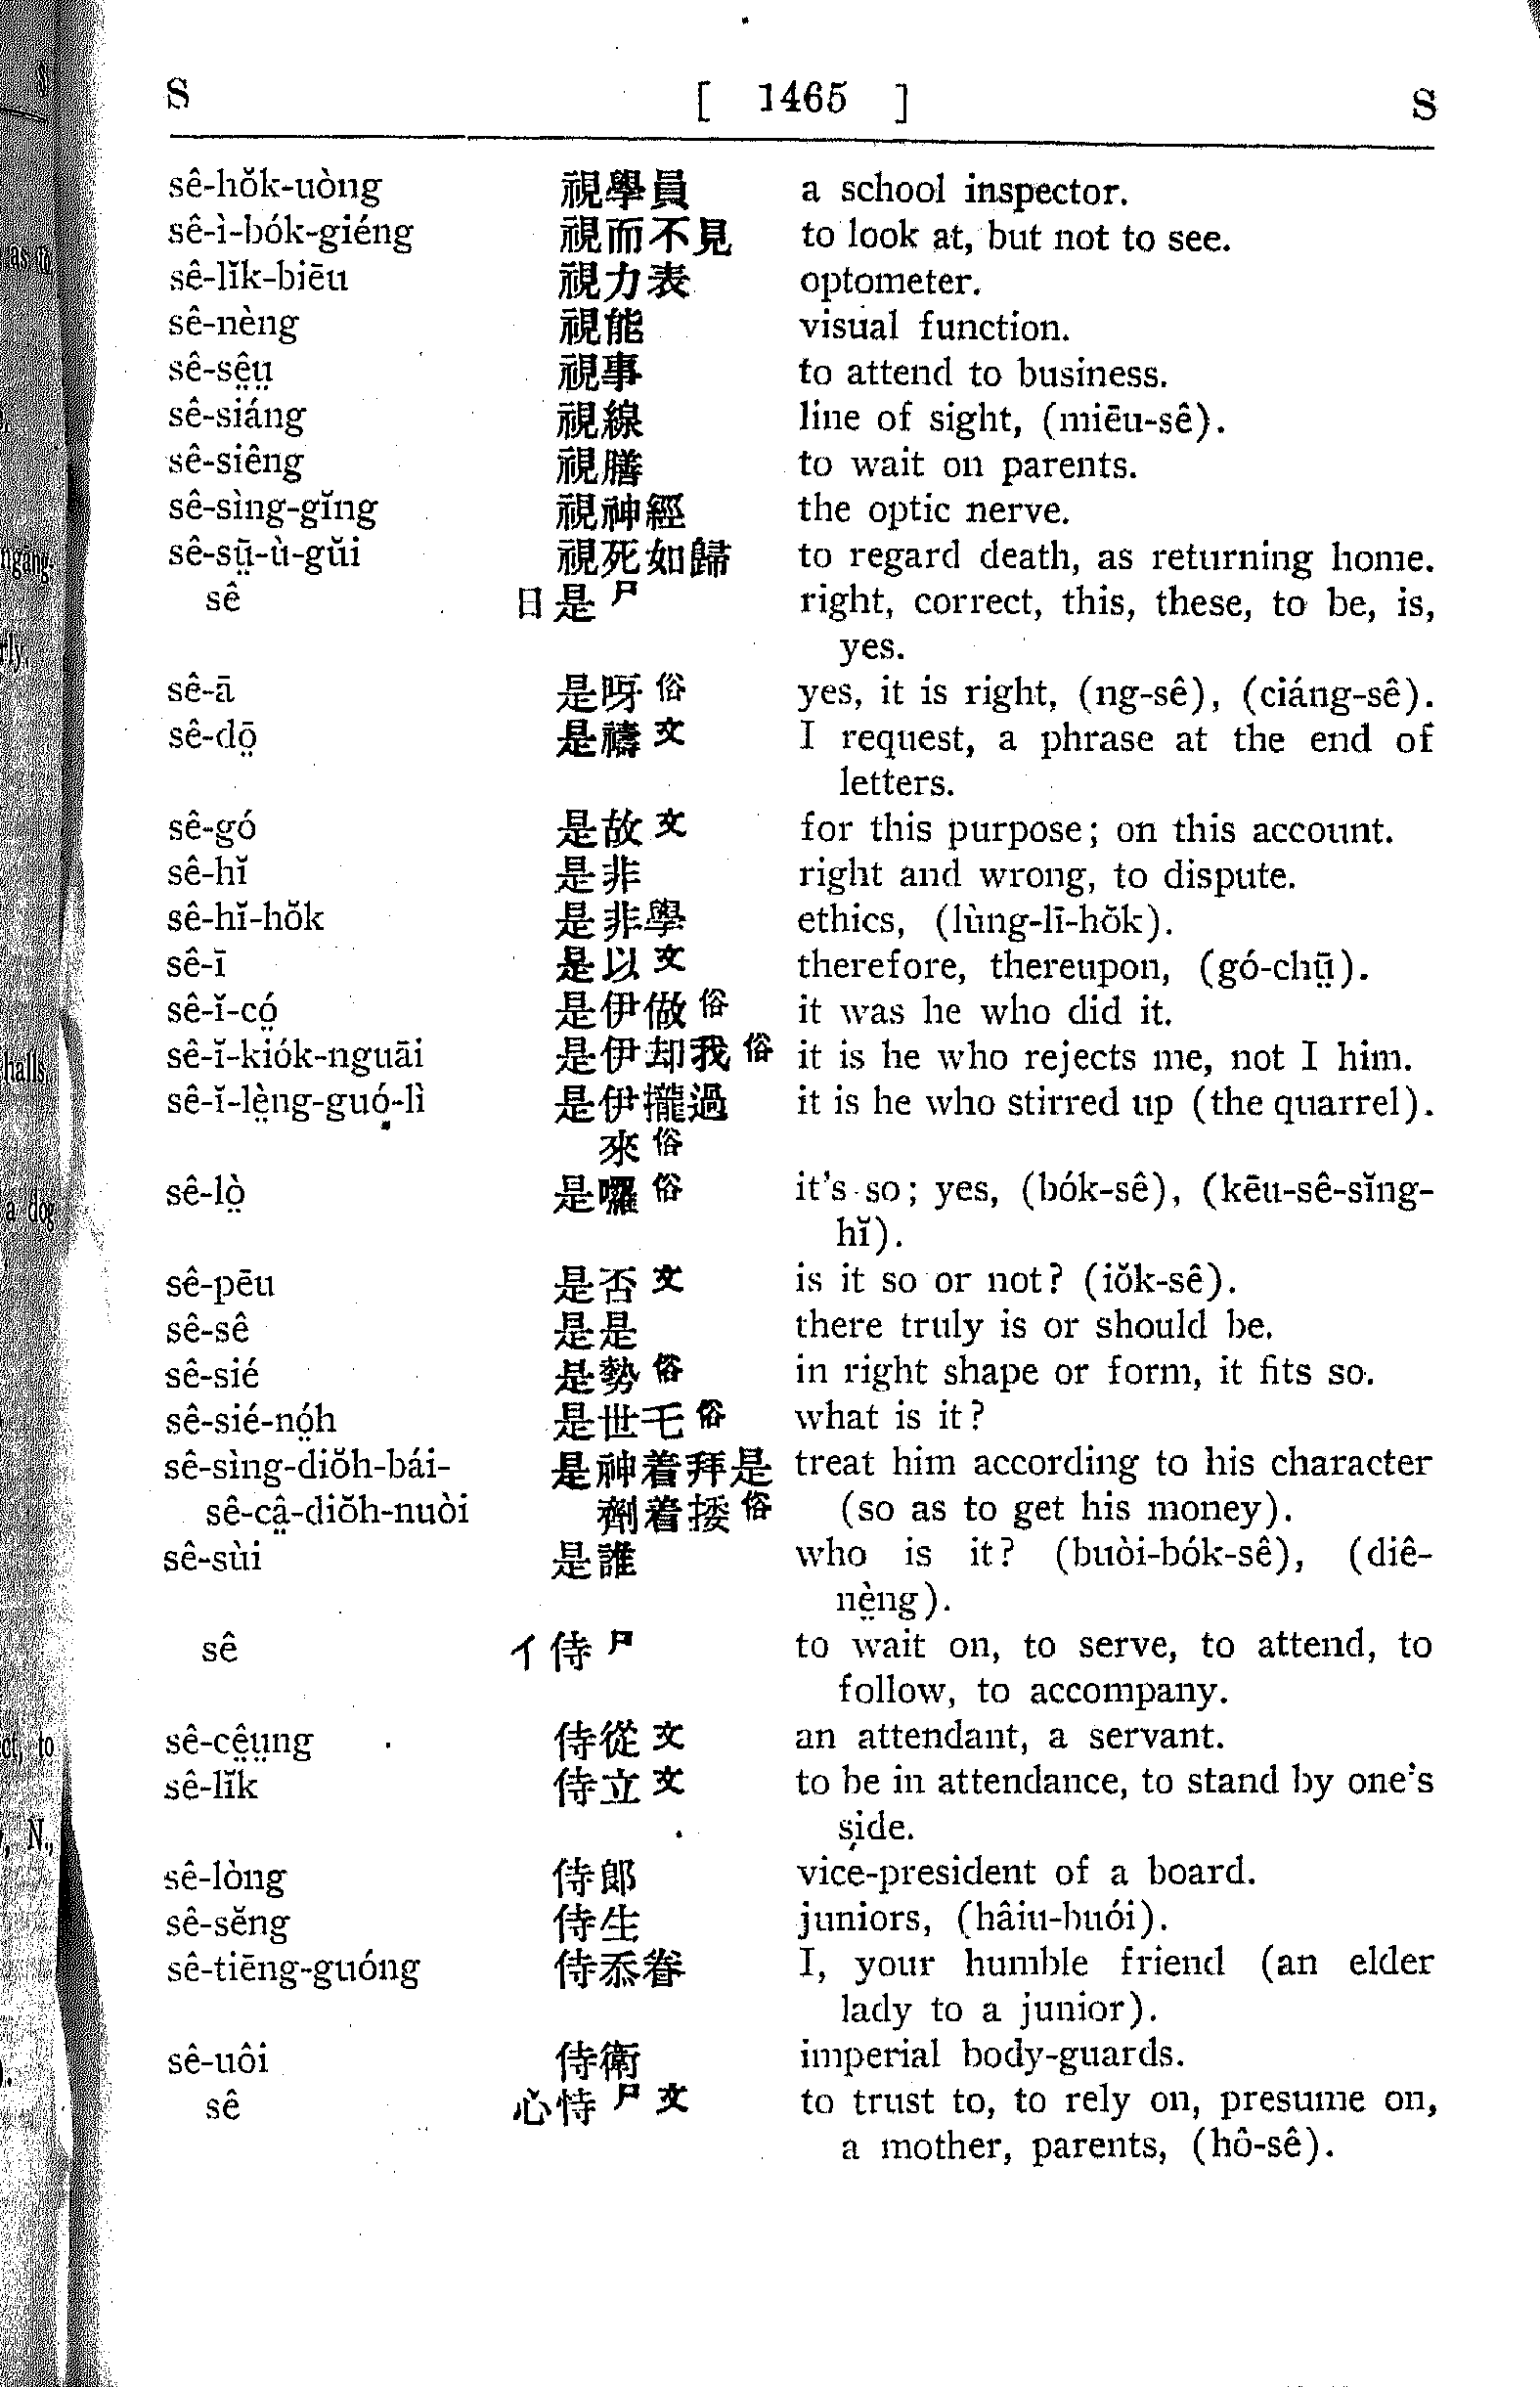 S [ 1465 ] S
sê-hŏk-uòng 視學員 a school inspector.
sê-ì-bók-giéng 視而不見 to look at, but not to see.
sê-lĭk-biēu 視力表 optometer.
sê-nèng 視能 visual function.
sê-sê̤ṳ 視事 to attend to business.
sê-siáng 視線 line of sight, (miēu-sê).
sê-siêng 視膳 to wait on parents.
sê-sìng-gĭng 視神經 the optic nerve.
sê-sṳ̄-ù-gŭi 視死如歸 to regard death, as returning home.
sê 日是尸 right, correct, this, these, to be, is,
yes.
sê-ā 是呀俗 yes, it is right, (ng-sê), (ciáng-sê).
sê-dō̤ 是禱文 I request, a phrase at the end of
letters.
sê-gó 是故文 for this purpose; on this account.
sê-hĭ 是非 right and wrong, to dispute.
sê-hĭ-hŏk 是非學 ethics, (lùng-lī-hŏk).
sê-ī 是以文 therefore, thereupon, (gó-chṳ̄).
sê-ĭ-có̤ 是伊做俗 it was he who did it.
sê-ĭ-kiók-nguāi 是伊却我俗 it is he who rejects me, not I him.
sê-ĭ-lè̤ng-guó-lì 是伊攏過 it is he who stirred up (the quarrel).
來俗
sê-lò̤ 是囉俗 it's so; yes, (bók-sê), (kēu-sê-sĭng-
hĭ).
sê-pēu 是否文 is it so or not? (iŏk-sê).
sê-sê 是是 there truly is or should be.
sê-sié 是勢俗 in right shape or form, it fits so.
sê-sié-nó̤h 是世乇俗 what is it?
sê-sìng-diŏh-bái- 是神着拜是 treat him according to his character
sê-câ̤-diŏh-nuòi 劑着捼俗 (so as to get his money).
sê-sùi 是誰 who is it? (buòi-bók-sê), (diê-
nè̤ng).
sê 亻侍尸 to wait on, to serve, to attend, to
follow, to accompany.
sê-cê̤ṳng 侍從文 an attendant, a servant.
sê-lĭk 侍立文 to be in attendance, to stand by one's
side.
sê-lòng 侍郎 vice-president of a board.
sê-sĕng 侍生 juniors, (hâiu-buói).
sê-tiēng-guóng 侍忝眷 I, your humble friend (an elder
lady to a junior).
sê-uôi 侍衛 imperial body-guards.
sê 心恃尸文 to trust to, to rely on, presume on,
a mother, parents, (hô-sê).